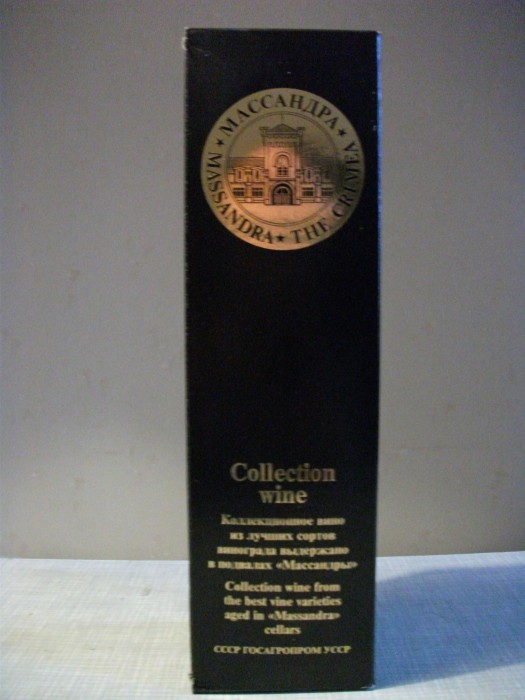 ★ МАССАНДРА ★
MASSANDRA ★ THE CRIMEA
Collection
wine
Коллекционное вино
из лучших сортов
винограда выдержано
в подвалах «Массандры»
Collection wine from
the best vine varieties
aged in «Massandra»
cellars
СССР ГОСАГРОПРОМ УССР